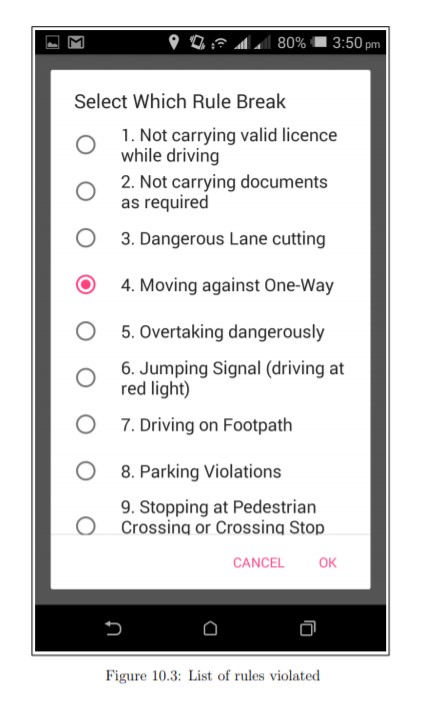 80% 3:50 pm
Select Which Rule Break
1. Not carrying valid licence
while driving
2. Not carrying documents
as required
3. Dangerous Lane cutting
4. Moving against One-Way
5. Overtaking dangerously
6. Jumping Signal (driving at
red light)
7. Driving on Footpath
8. Parking Violations
9. Stopping at Pedestrian
Crossing or Crossing Stop
CANCEL OK
Figure 10.3: List of rules violated